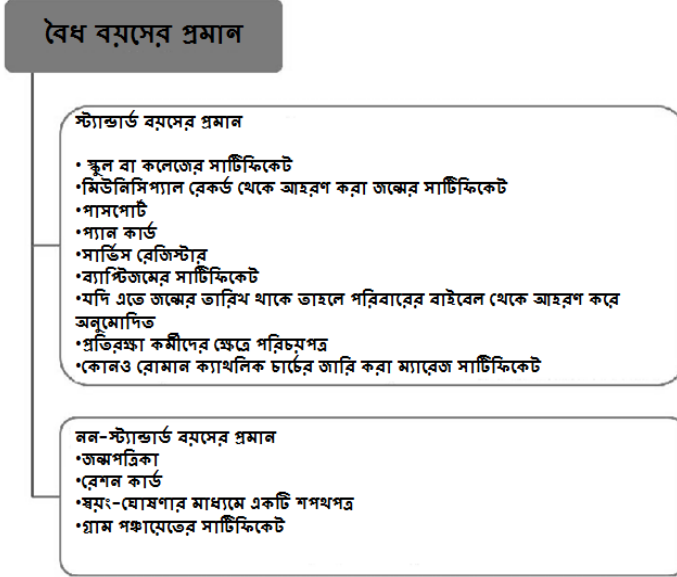 বৈধ বয়সের প্রমান
স্ট্যান্ডার্ড বয়সের প্রমান
• স্কুল বা কলেজের সার্টিফিকেট
•মিউনিসিপ্যাল রেকর্ড থেকে আহরণ করা জন্মের সার্টিফিকেট
•পাসপোর্ট
•প্যান কার্ড
•সার্ভিস রেজিস্টার
•ব্যাপ্টিজমের সার্টিফিকেট
•যদি এতে জন্মের তারিখ থাকে তাহলে পরিবারের বাইবেল থেকে আহরণ করে
অনুমোদিত
•প্রতিরক্ষা কর্মীদের ক্ষেত্রে পরিচয়পত্র
•কোনও রোমান ক্যাথলিক চার্চের জারি করা ম্যারেজ সার্টিফিকেট
নন-স্ট্যান্ডার্ড বয়সের প্রমান
•জন্মপত্রিকা
•রেশন কার্ড
•স্বয়ং-ঘোষণার মাধ্যমে একটি শপথপত্র
•গ্রাম পঞ্চায়েতের সার্টিফিকেট